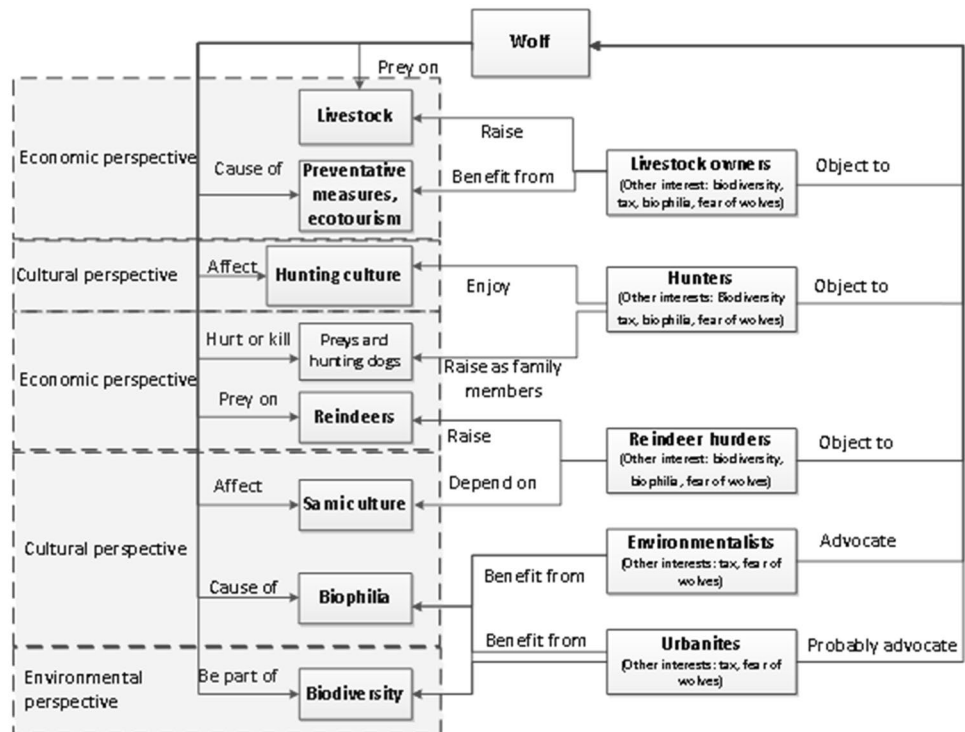 Wolf
Prey on
Economic perspective
Livestock
Cause of
Preventative
measures,
ecotourism
Raise
Benefit from
Livestock owners
(Other interest: biodiversity,
tax, biophilia, fear of wolves)
Object to
Cultural perspective
Affect
Hunting culture
Enjoy
Hunters
(Other interests: Biodiversity
tax, biophilia, fear of wolves)
Object to
Economic perspective
Hurt or kill
Preys and
hunting dogs
Raise as family
members
Prey on
Reindeers
Raise
Reindeer hurders
(Other interest: biodiversity,
biophilia, fear of wolves)
Object to
Cultural perspective
Affect
Sami culture
Depend on
Cause of
Biophilia
Benefit from
Environmentalists
(Other interests: tax, fear of
wolves)
Advocate
Benefit from
Urbanites
(Other interests: tax, fear of
wolves)
Probably advocate
Environmental
perspective
Be part of
Biodiversity